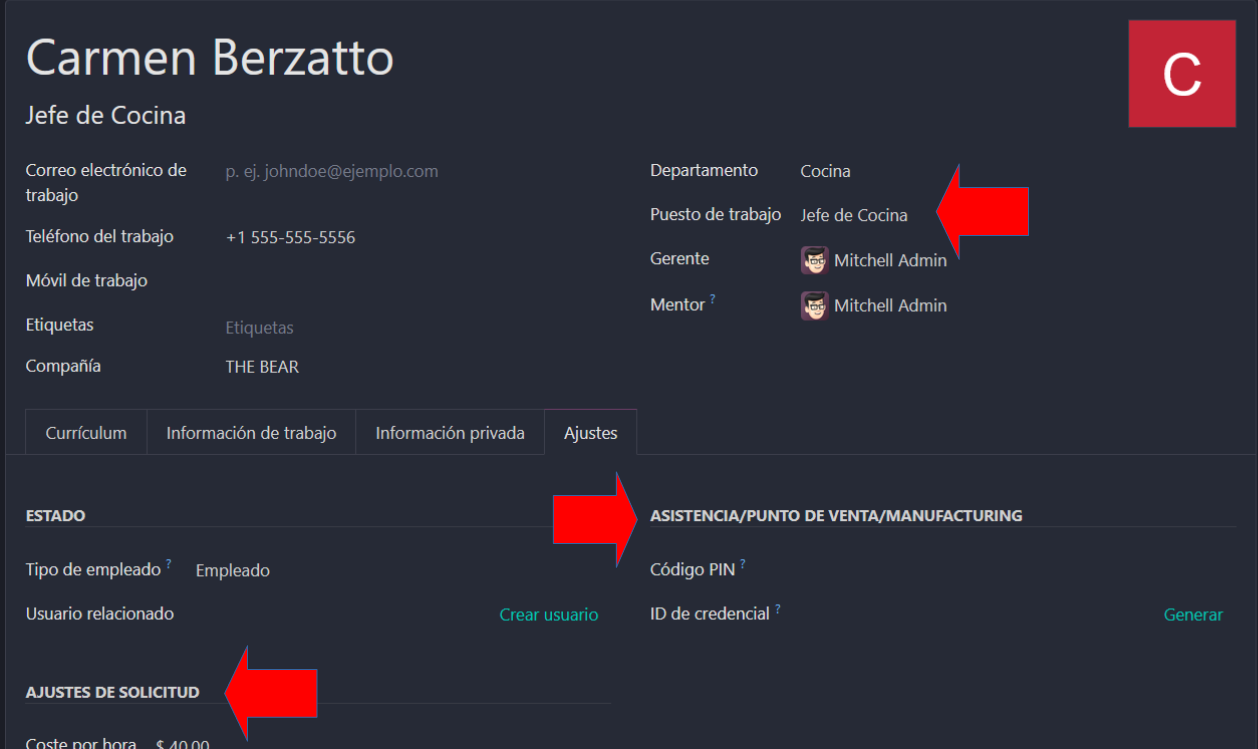 Carmen Berzatto
C
Jefe de Cocina
Correo electrónico de
trabajo
p. ej. johndoe@ejemplo.com
Teléfono del trabajo
+1 555-555-5556
Móvil de trabajo
Etiquetas
Etiquetas
Compañía
THE BEAR
Departamento
Cocina
Puesto de trabajo
Jefe de Cocina
Gerente
Mitchell Admin
Mentor ?
Mitchell Admin
Currículum
Información de trabajo
Información privada
Ajustes
ESTADO
Tipo de empleado ?
Empleado
Usuario relacionado
Crear usuario
ASISTENCIA/PUNTO DE VENTA/MANUFACTURING
Código PIN ?
ID de credencial ?
Generar
AJUSTES DE SOLICITUD
Coste por hora
$ 40.00